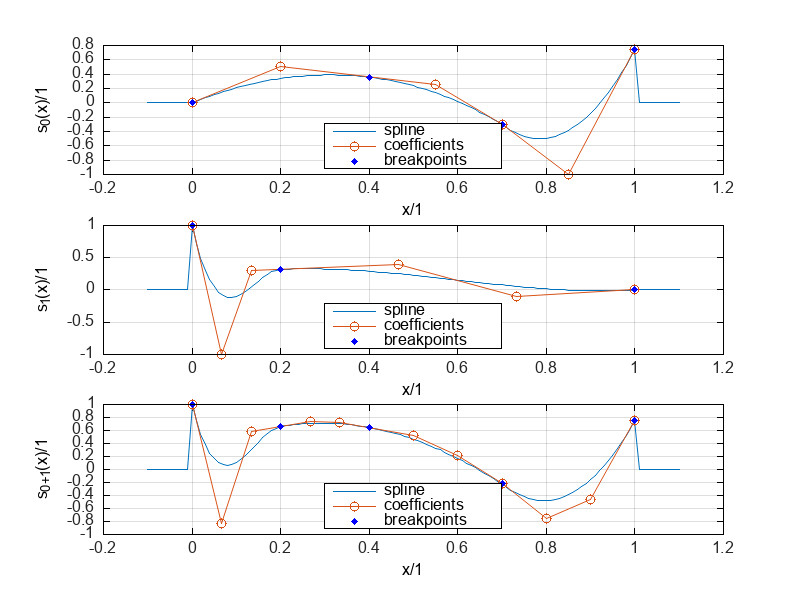 0.8
0.6
0.4
0.2
0
-0.2
-0.4
-0.6
-0.8
-1
s0(x)/1
spline
coefficients
breakpoints
-0.2 0 0.2 0.4 0.6 0.8 1 1.2
x/1
1
0.5
0
-0.5
-1
s1(x)/1
spline
coefficients
breakpoints
-0.2 0 0.2 0.4 0.6 0.8 1 1.2
x/1
1
0.8
0.6
0.4
0.2
0
-0.2
-0.4
-0.6
-0.8
-1
s0+1(x)/1
spline
coefficients
breakpoints
-0.2 0 0.2 0.4 0.6 0.8 1 1.2
x/1